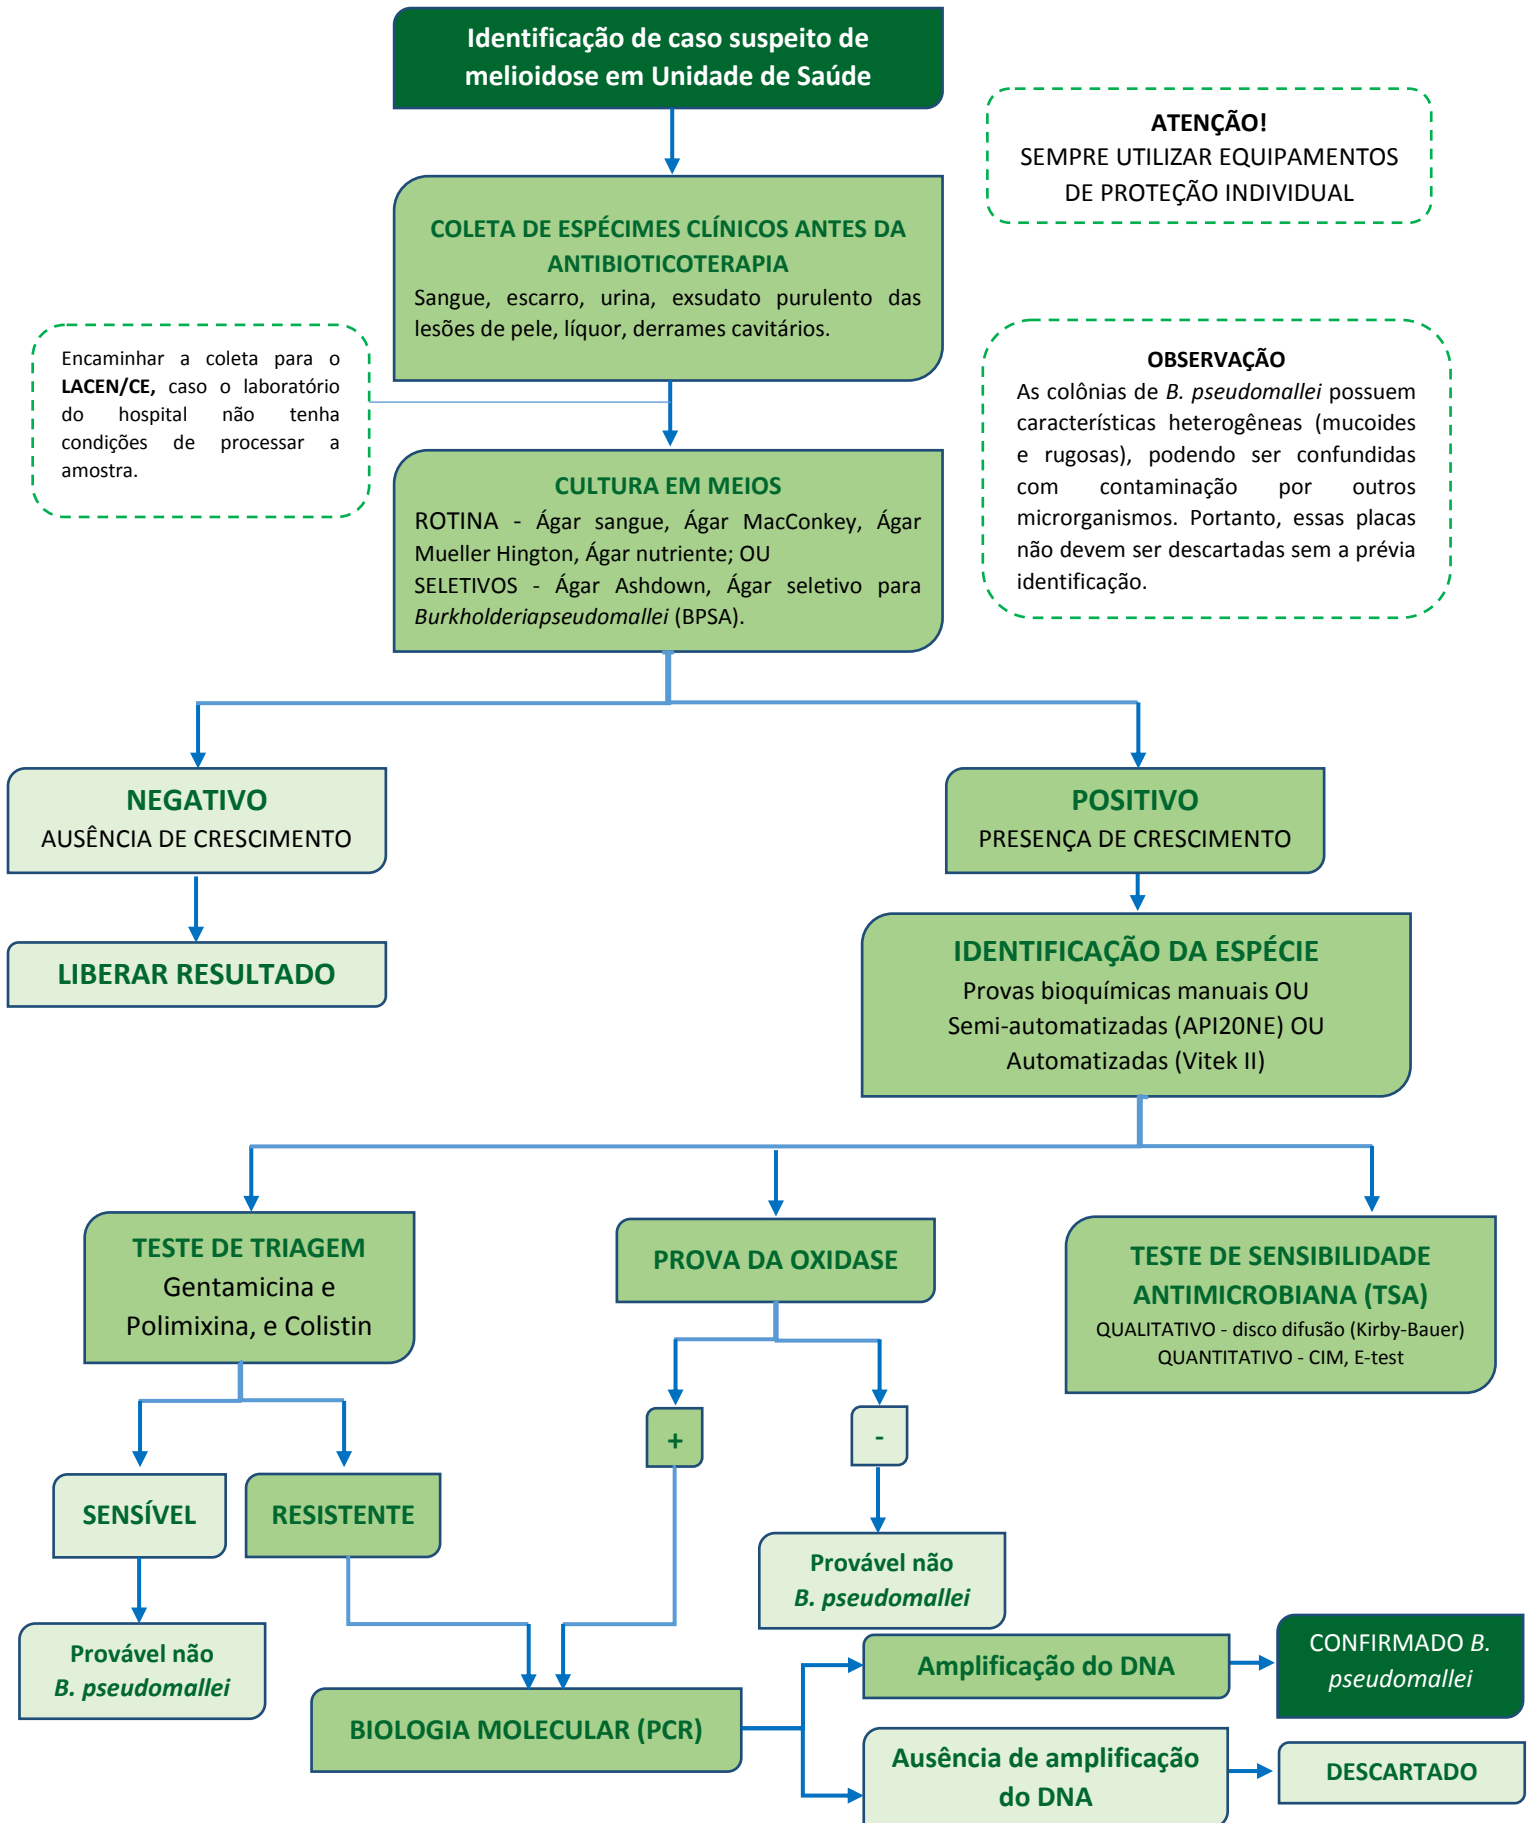 Identificação de caso suspeito de
melioidose em Unidade de Saúde
ATENÇÃO!
SEMPRE UTILIZAR EQUIPAMENTOS
DE PROTEÇÃO INDIVIDUAL
COLETA DE ESPÉCIMES CLÍNICOS ANTES DA
ANTIBIOTICOTERAPIA
Sangue, escarro, urina, exsudato purulento das
lesões de pele, líquor, derrames cavitários.
Encaminhar a coleta para o
LACEN/CE, caso o laboratório
do hospital não tenha
condições de processar a
amostra.
OBSERVAÇÃO
As colônias de B. pseudomallei possuem
características heterogêneas (mucoides
e rugosas), podendo ser confundidas
com contaminação por outros
microrganismos. Portanto, essas placas
não devem ser descartadas sem a prévia
identificação.
CULTURA EM MEIOS
ROTINA - Ágar sangue, Ágar MacConkey, Ágar
Mueller Hington, Ágar nutriente; OU
SELETIVOS - Ágar Ashdown, Ágar seletivo para
Burkholderiapseudomallei (BPSA).
NEGATIVO
AUSÊNCIA DE CRESCIMENTO
POSITIVO
PRESENÇA DE CRESCIMENTO
LIBERAR RESULTADO
IDENTIFICAÇÃO DA ESPÉCIE
Provas bioquímicas manuais OU
Semi-automatizadas (API20NE) OU
Automatizadas (Vitek II)
TESTE DE TRIAGEM
Gentamicina e
Polimixina, e Colistin
PROVA DA OXIDASE
TESTE DE SENSIBILIDADE
ANTIMICROBIANA (TSA)
QUALITATIVO - disco difusão (Kirby-Bauer)
QUANTITATIVO - CIM, E-test
+
-
SENSÍVEL
RESISTENTE
Provável não
B. pseudomallei
Provável não
B. pseudomallei
BIOLOGIA MOLECULAR (PCR)
Amplificação do DNA
CONFIRMADO B.
pseudomallei
Ausência de amplificação
do DNA
DESCARTADO